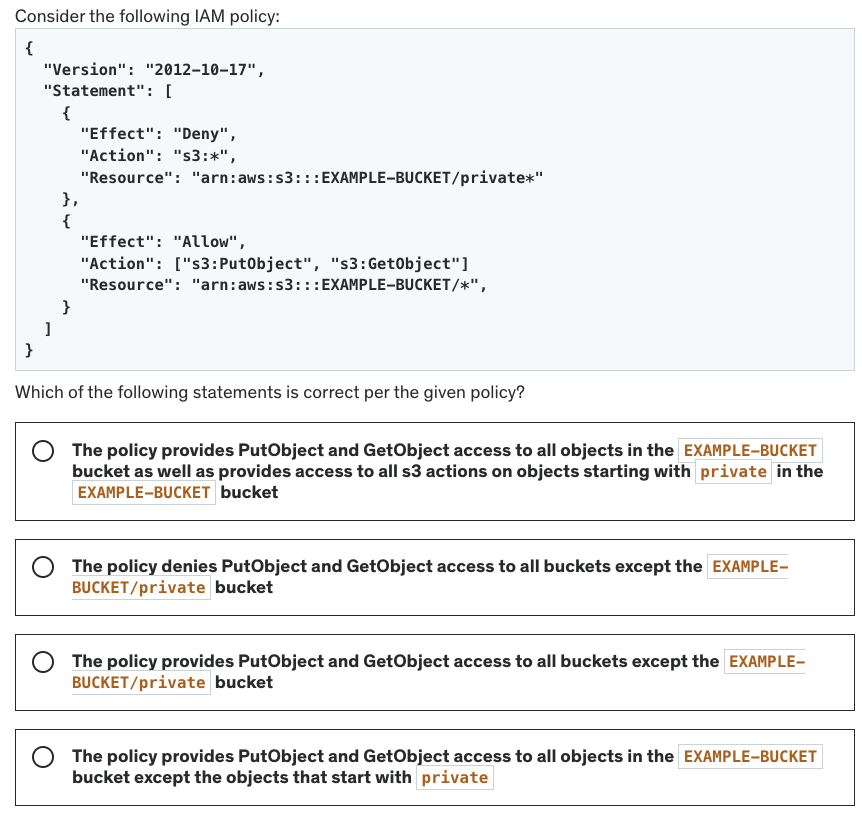 Consider the following IAM policy:
{
"Version": "2012-10-17",
"Statement": [
{
"Effect": "Deny",
"Action": "s3:*",
"Resource": "arn:aws:s3:::EXAMPLE-BUCKET/private*"
},
{
"Effect": "Allow",
"Action": ["s3:PutObject", "s3:GetObject"]
"Resource": "arn:aws:s3:::EXAMPLE-BUCKET/*",
}
]
}
Which of the following statements is correct per the given policy?
The policy provides PutObject and GetObject access to all objects in the EXAMPLE-BUCKET
bucket as well as provides access to all s3 actions on objects starting with private in the
EXAMPLE-BUCKET bucket
The policy denies PutObject and GetObject access to all buckets except the EXAMPLE-
BUCKET/private bucket
The policy provides PutObject and GetObject access to all buckets except the EXAMPLE-
BUCKET/private bucket
The policy provides PutObject and GetObject access to all objects in the EXAMPLE-BUCKET
bucket except the objects that start with private